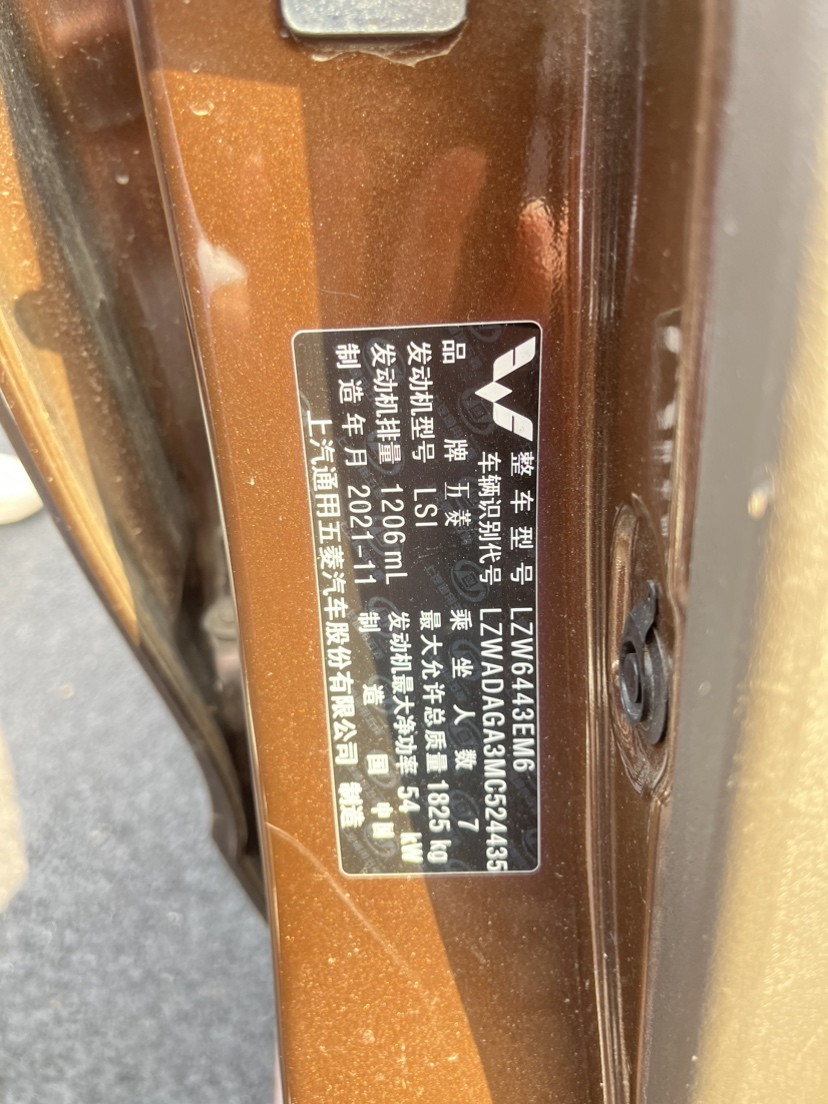 整车型号 LZW6443EM6
车辆识别代号 LZWADAGA3MC524435
品牌 五菱 乘坐人数 7
发动机型号 LSI 最大允许总质量 1825 kg
发动机排量 1206mL 发动机最大净功率 54 kW
制造年月 2021-11 制造国 中国
上汽通用五菱汽车股份有限公司 制造